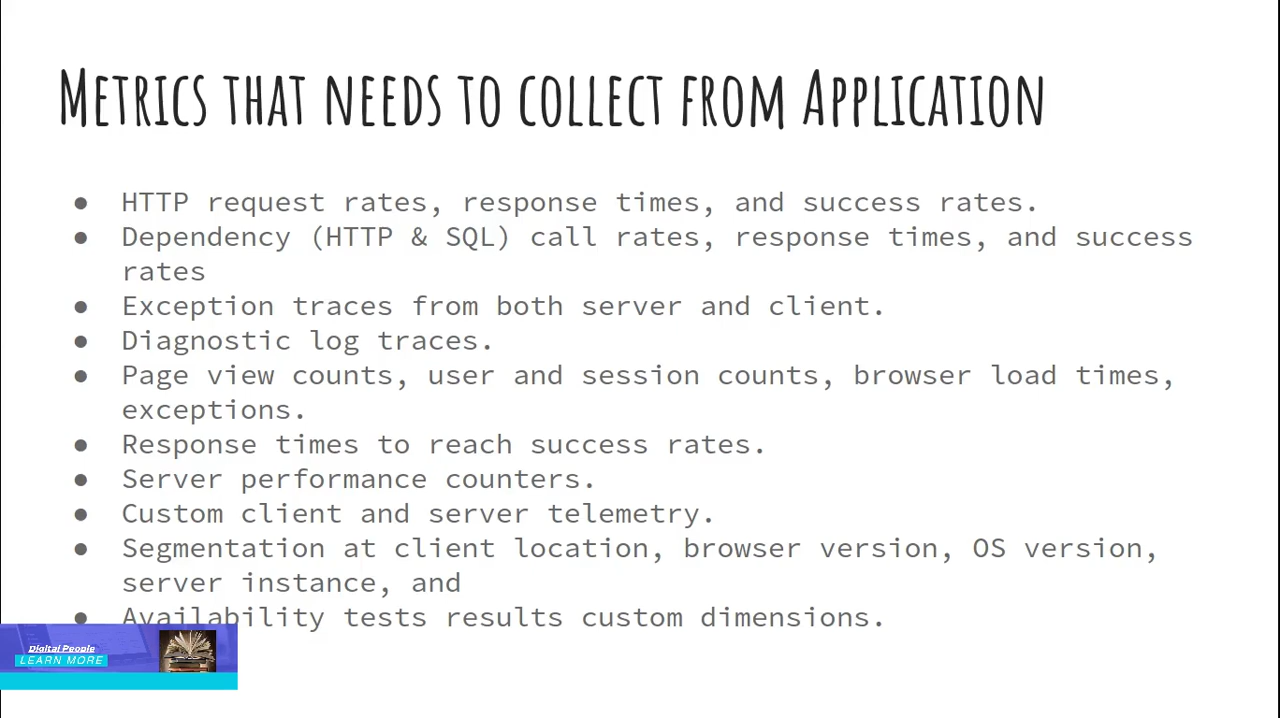 Metrics that needs to collect from Application
● HTTP request rates, response times, and success rates.
● Dependency (HTTP & SQL) call rates, response times, and success
rates
● Exception traces from both server and client.
● Diagnostic log traces.
● Page view counts, user and session counts, browser load times,
exceptions.
● Response times to reach success rates.
● Server performance counters.
● Custom client and server telemetry.
● Segmentation at client location, browser version, OS version,
server instance, and
● Availability tests results custom dimensions.
Digital People
LEARN MORE